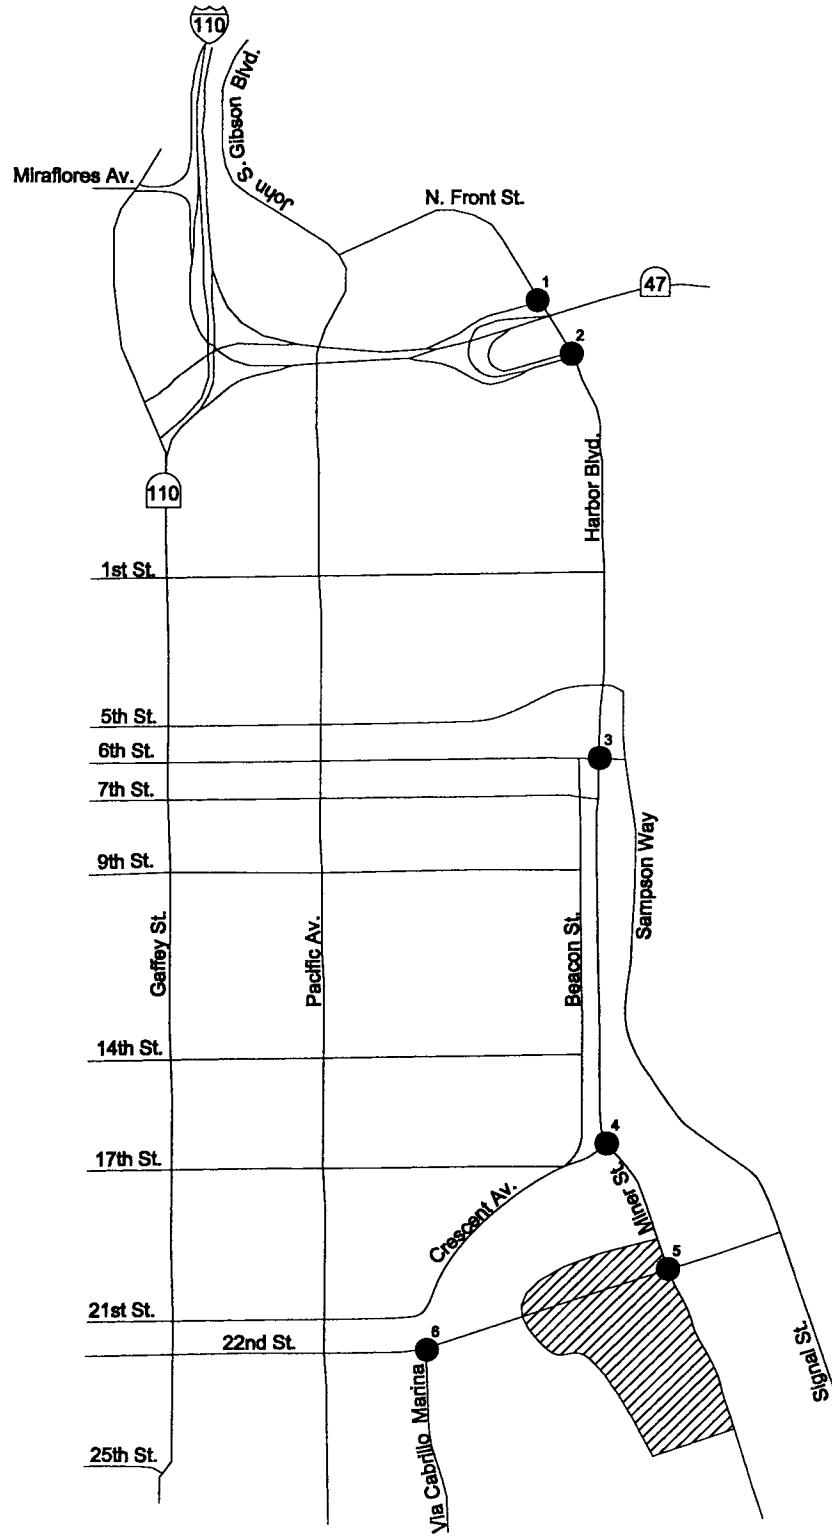 110
John S. Gibson Blvd.
Miraflores Av.
N. Front St.
1
47
2
Harbor Blvd.
110
1st St.
5th St.
6th St.
3
7th St.
9th St.
Sampson Way
Gaffey St.
Pacific Av.
Beacon St.
14th St.
4
17th St.
Miner St.
Crescent Av.
5
21st St.
6
22nd St.
Signal St.
Via Cabrillo Marina
25th St.